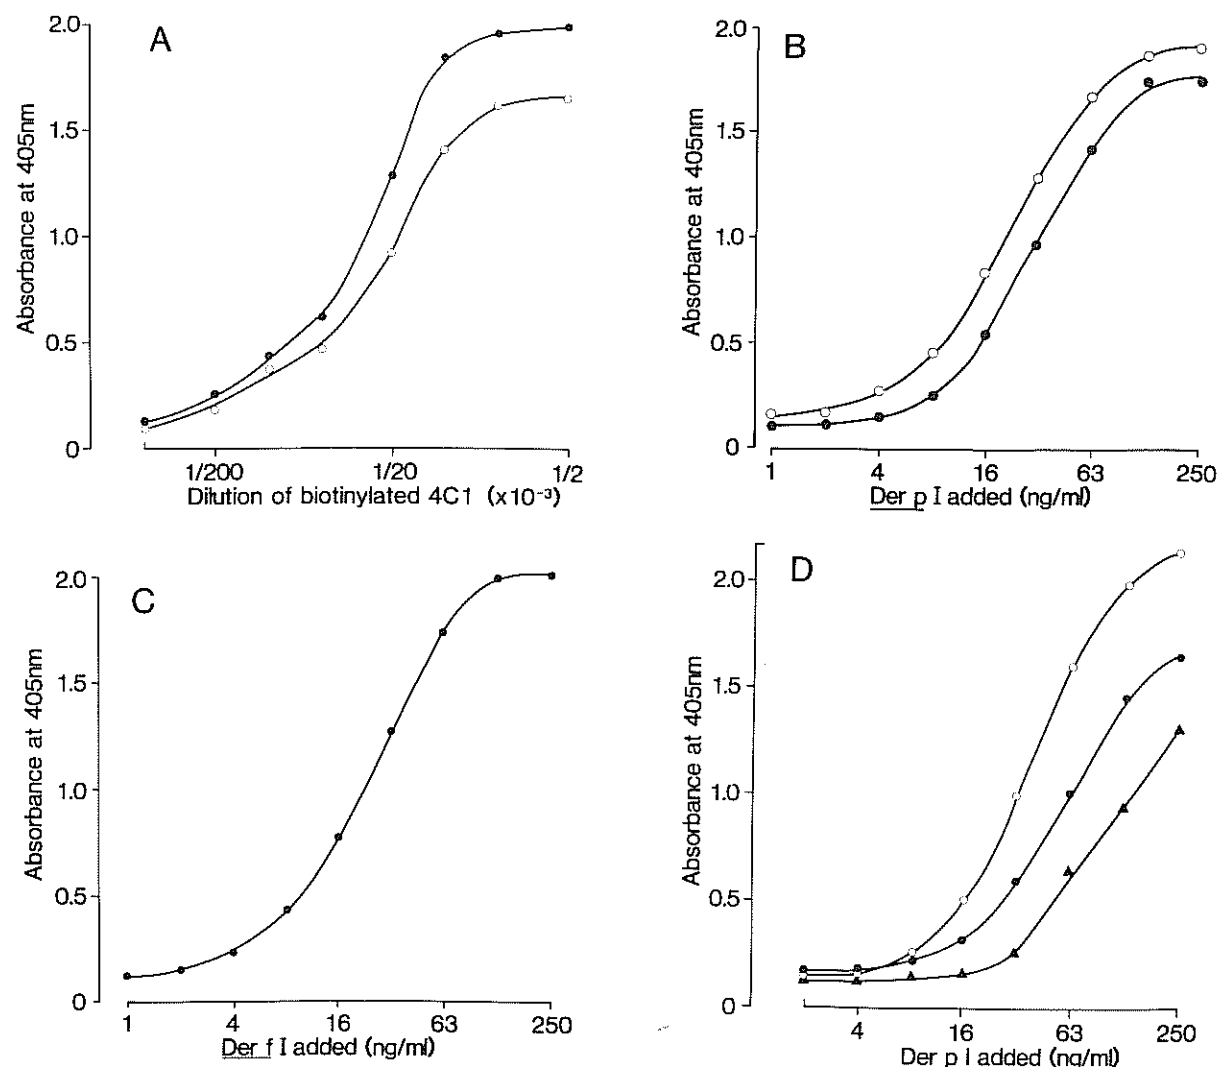 A
2.0
1.5
1.0
0.5
0
Absorbance at 405nm
1/200 1/20 1/2
Dilution of biotinylated 4C1 (x10⁻³)
B
2.0
1.5
1.0
0.5
0
Absorbance at 405nm
1 4 16 63 250
Der p I added (ng/ml)
C
2.0
1.5
1.0
0.5
0
Absorbance at 405nm
1 4 16 63 250
Der f I added (ng/ml)
D
2.0
1.5
1.0
0.5
0
Absorbance at 405nm
4 16 63 250
Der p I added (ng/ml)